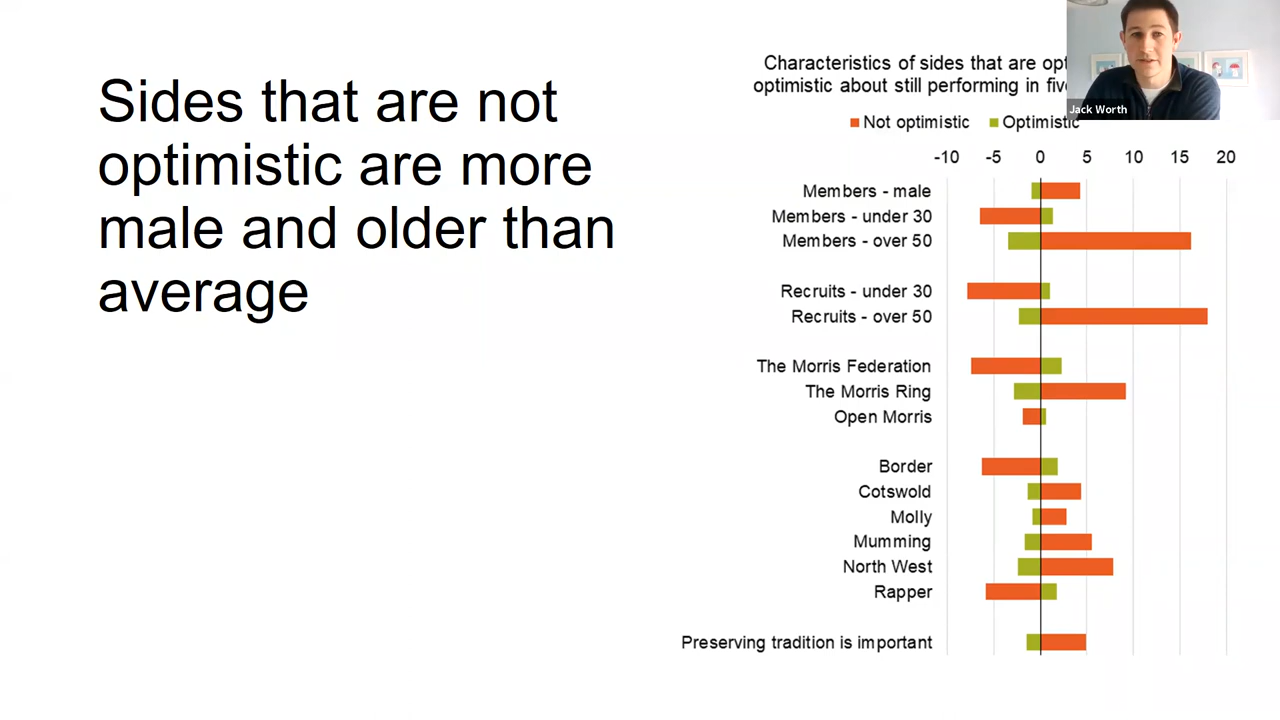 Sides that are not
optimistic are more
male and older than
average
Characteristics of sides that are
optimistic about still performing in
Jack Worth
Not optimistic Optimistic
-10 -5 0 5 10 15 20
Members - male
Members - under 30
Members - over 50
Recruits - under 30
Recruits - over 50
The Morris Federation
The Morris Ring
Open Morris
Border
Cotswold
Molly
Mumming
North West
Rapper
Preserving tradition is important